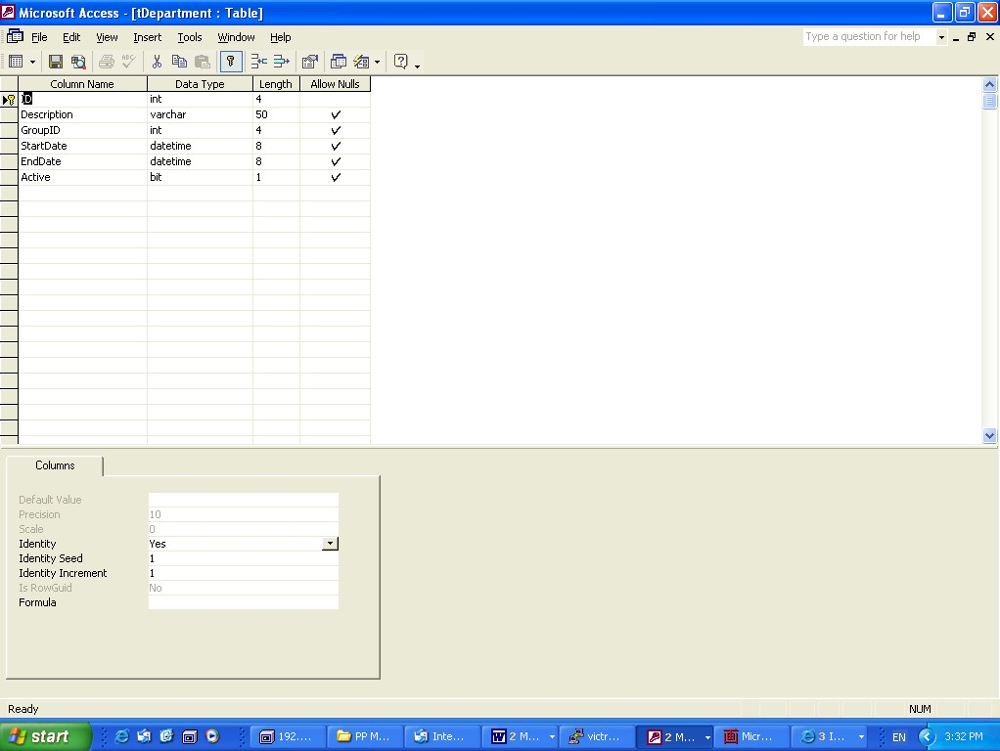 Microsoft Access - [tDepartment : Table]
File Edit View Insert Tools Window Help
Type a question for help
Column Name Data Type Length Allow Nulls
ID int 4
Description varchar 50
GroupID int 4
StartDate datetime 8
EndDate datetime 8
Active bit 1
Columns
Default Value
Precision 10
Scale 0
Identity Yes
Identity Seed 1
Identity Increment 1
Is RowGuid No
Formula
Ready NUM
start 192.... PP M... Inte... 2 M... victr... 2 M... Micr... 3 I... EN 3:32 PM